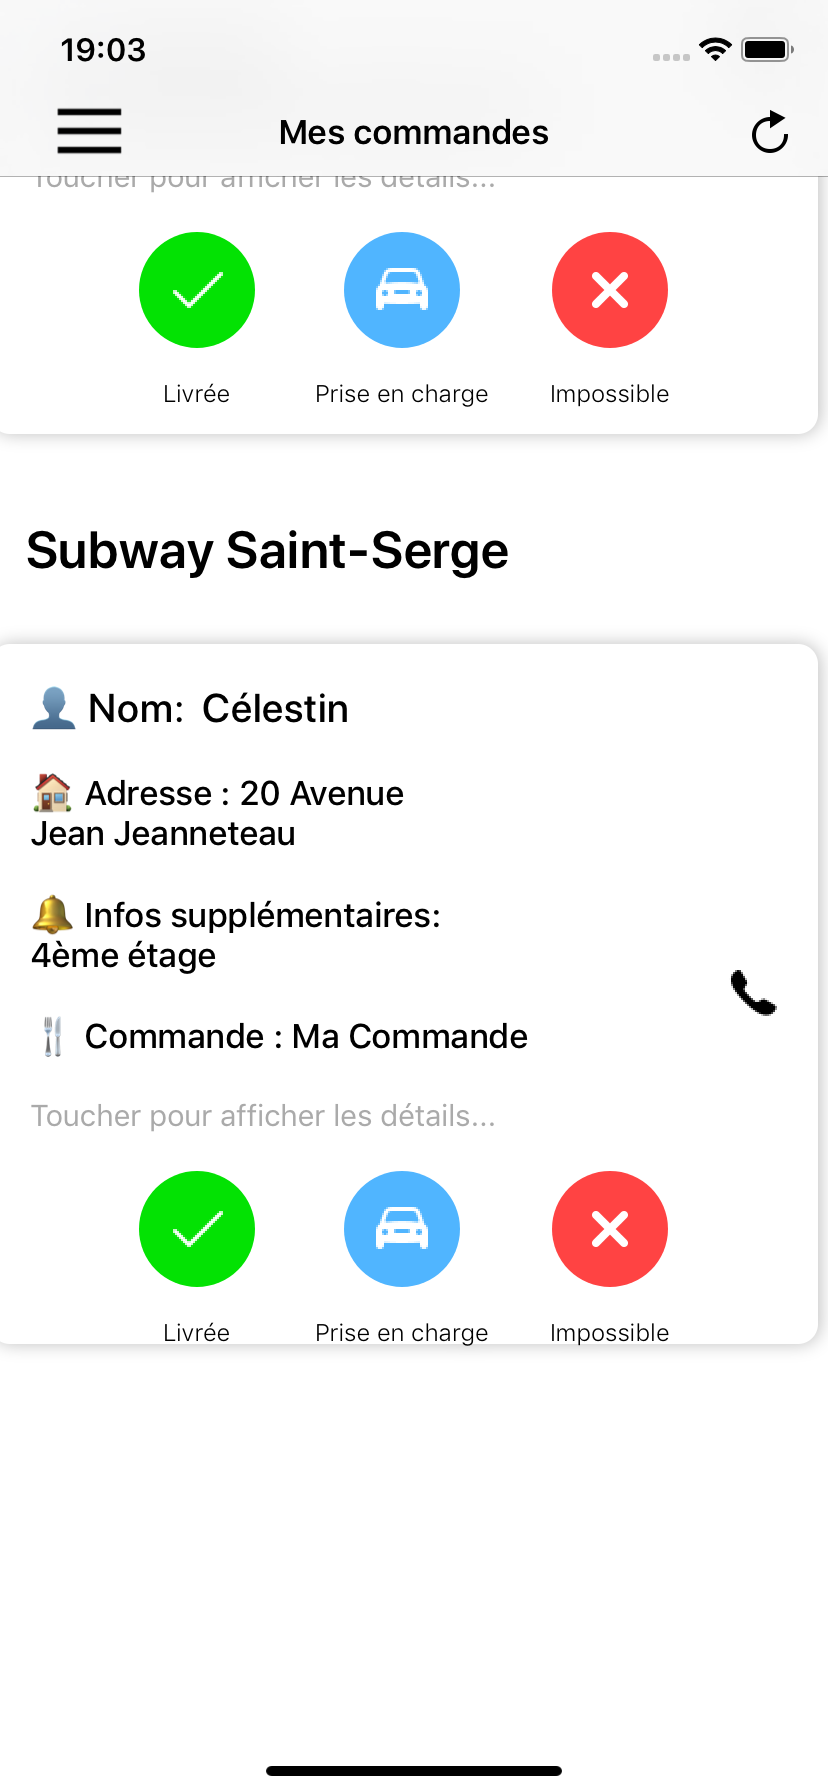 19:03
Mes commandes
Toucher pour afficher les détails...
Livrée Prise en charge Impossible
Subway Saint-Serge
Nom: Célestin
Adresse : 20 Avenue
Jean Jeanneteau
Infos supplémentaires:
4ème étage
Commande : Ma Commande
Toucher pour afficher les détails...
Livrée Prise en charge Impossible